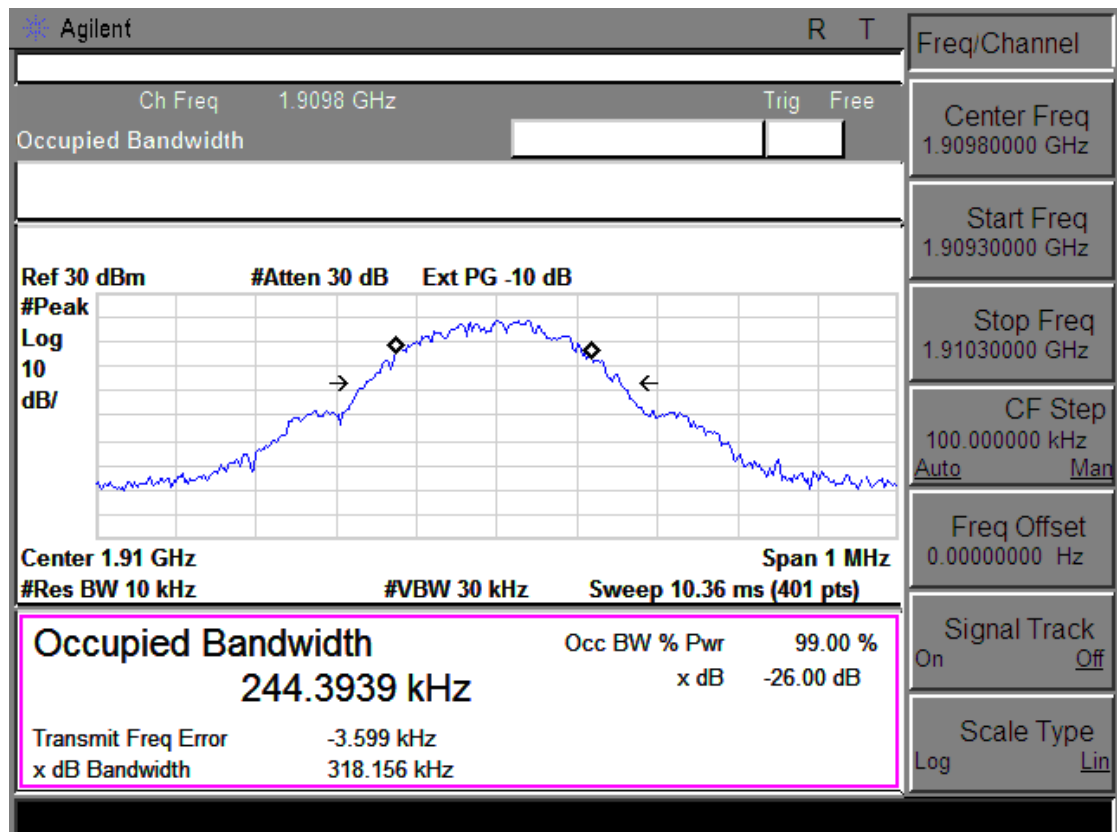 Agilent R T
Ch Freq 1.9098 GHz Trig Free
Occupied Bandwidth
Ref 30 dBm #Atten 30 dB Ext PG -10 dB
#Peak
Log
10
dB/
Center 1.91 GHz Span 1 MHz
#Res BW 10 kHz #VBW 30 kHz Sweep 10.36 ms (401 pts)
Occupied Bandwidth Occ BW % Pwr 99.00 %
244.3939 kHz x dB -26.00 dB
Transmit Freq Error -3.599 kHz
x dB Bandwidth 318.156 kHz
Freq/Channel
Center Freq
1.90980000 GHz
Start Freq
1.90930000 GHz
Stop Freq
1.91030000 GHz
CF Step
100.000000 kHz
Auto Man
Freq Offset
0.00000000 Hz
Signal Track
On Off
Scale Type
Log Lin